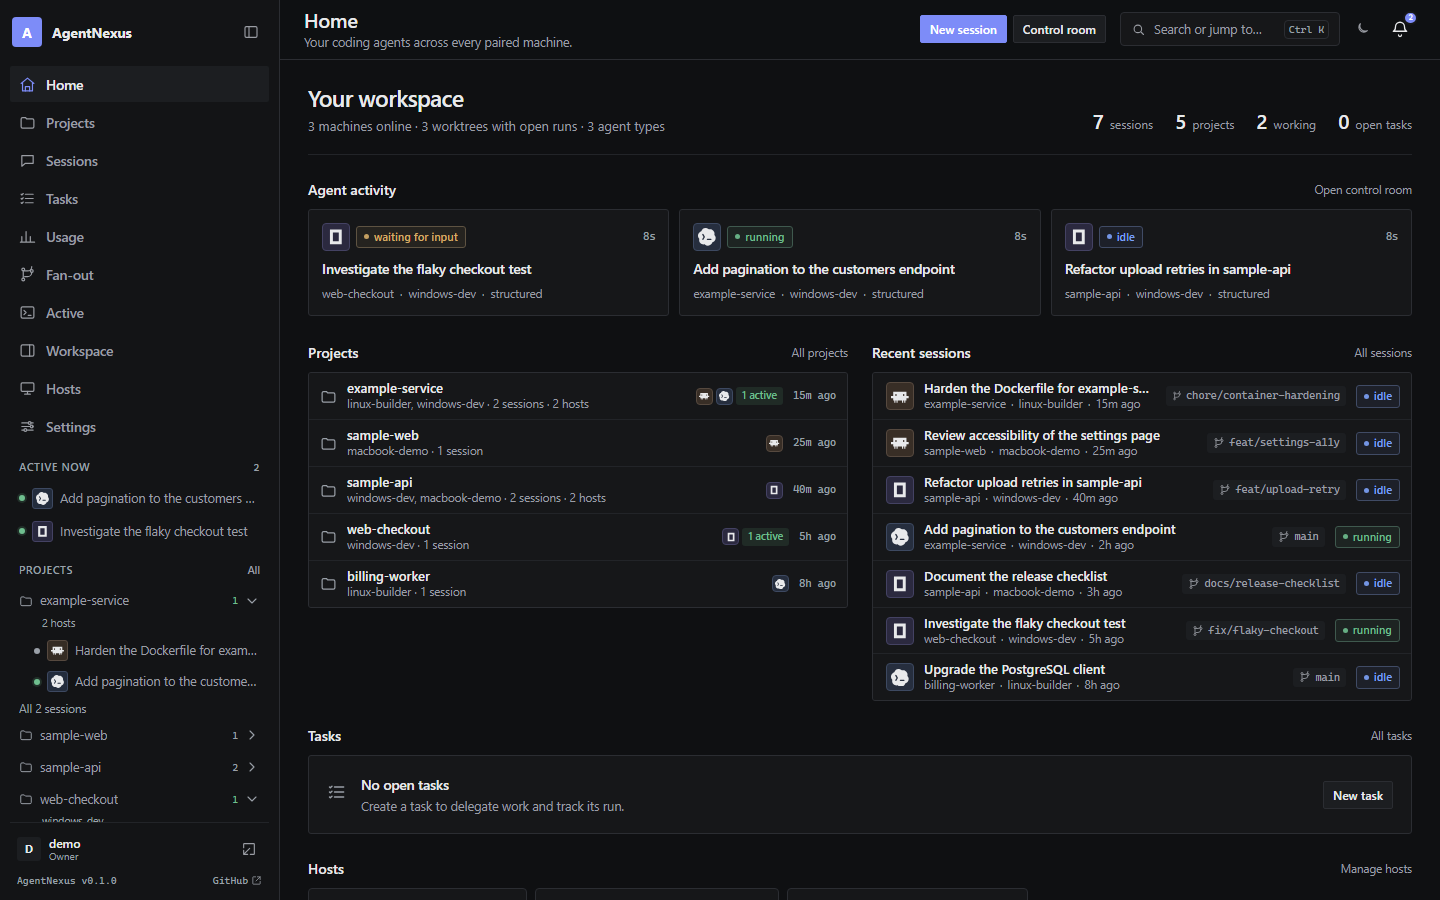 A AgentNexus
Home
Projects
Sessions
Tasks
Usage
Fan-out
Active
Workspace
Hosts
Settings
ACTIVE NOW 2
Add pagination to the customers ...
Investigate the flaky checkout test
PROJECTS All
example-service 1
2 hosts
Harden the Dockerfile for exam...
Add pagination to the custome...
All 2 sessions
sample-web 1
sample-api 2
web-checkout 1
windows-dev
D demo
Owner
AgentNexus v0.1.0 GitHub
Home
Your coding agents across every paired machine.
New session Control room Search or jump to... Ctrl K 2
Your workspace
3 machines online · 3 worktrees with open runs · 3 agent types
7 sessions 5 projects 2 working 0 open tasks
Agent activity Open control room
waiting for input 8s
Investigate the flaky checkout test
web-checkout · windows-dev · structured
running 8s
Add pagination to the customers endpoint
example-service · windows-dev · structured
idle 8s
Refactor upload retries in sample-api
sample-api · windows-dev · structured
Projects All projects
example-service
linux-builder, windows-dev · 2 sessions · 2 hosts
1 active 15m ago
sample-web
macbook-demo · 1 session
25m ago
sample-api
windows-dev, macbook-demo · 2 sessions · 2 hosts
40m ago
web-checkout
windows-dev · 1 session
1 active 5h ago
billing-worker
linux-builder · 1 session
8h ago
Recent sessions All sessions
Harden the Dockerfile for example-s...
example-service · linux-builder · 15m ago
chore/container-hardening idle
Review accessibility of the settings page
sample-web · macbook-demo · 25m ago
feat/settings-a11y idle
Refactor upload retries in sample-api
sample-api · windows-dev · 40m ago
feat/upload-retry idle
Add pagination to the customers endpoint
example-service · windows-dev · 2h ago
main running
Document the release checklist
sample-api · macbook-demo · 3h ago
docs/release-checklist idle
Investigate the flaky checkout test
web-checkout · windows-dev · 5h ago
fix/flaky-checkout running
Upgrade the PostgreSQL client
billing-worker · linux-builder · 8h ago
main idle
Tasks All tasks
No open tasks
Create a task to delegate work and track its run.
New task
Hosts Manage hosts